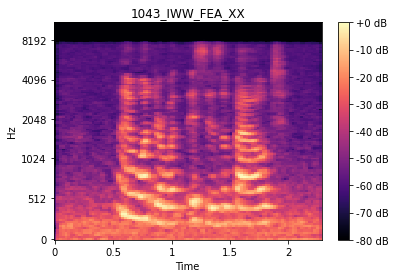 1043_IWW_FEA_XX
+0 dB
8192
-10 dB
4096
-20 dB
-30 dB
2048
Hz
-40 dB
1024
-50 dB
512
-60 dB
-70 dB
0
-80 dB
0 0.5 1 1.5 2
Time